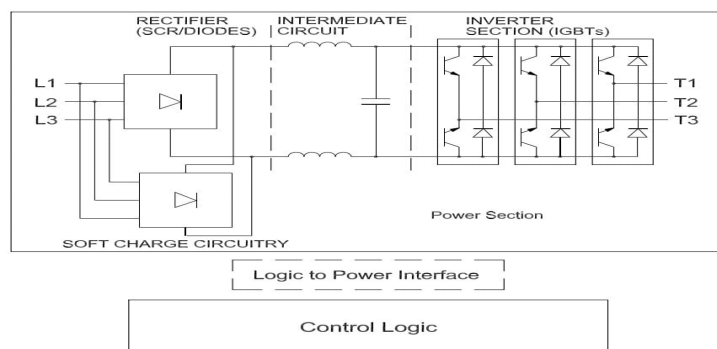 RECTIFIER
(SCR/DIODES)
INTERMEDIATE
CIRCUIT
INVERTER
SECTION (IGBTs)
L1
L2
L3
T1
T2
T3
Power Section
SOFT CHARGE CIRCUITRY
Logic to Power Interface
Control Logic